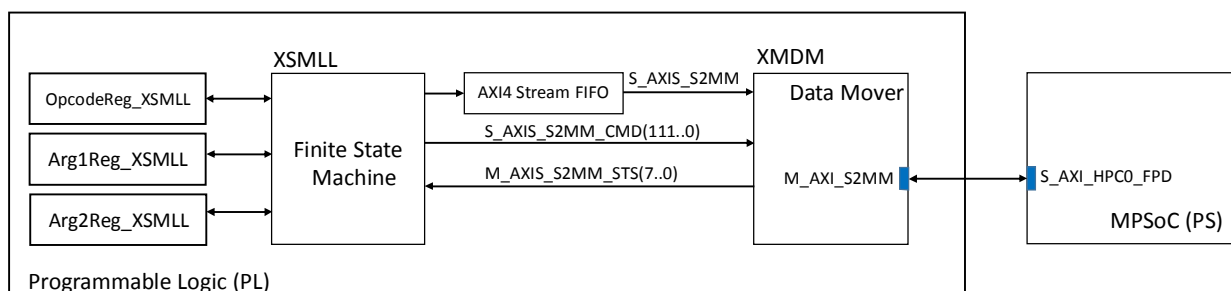 XSMLL
XMDM
OpcodeReg_XSMLL
Arg1Reg_XSMLL
Arg2Reg_XSMLL
Finite State
Machine
AXI4 Stream FIFO
S_AXIS_S2MM
S_AXIS_S2MM_CMD(111..0)
M_AXIS_S2MM_STS(7..0)
Data Mover
M_AXI_S2MM
S_AXI_HPC0_FPD
MPSoC (PS)
Programmable Logic (PL)